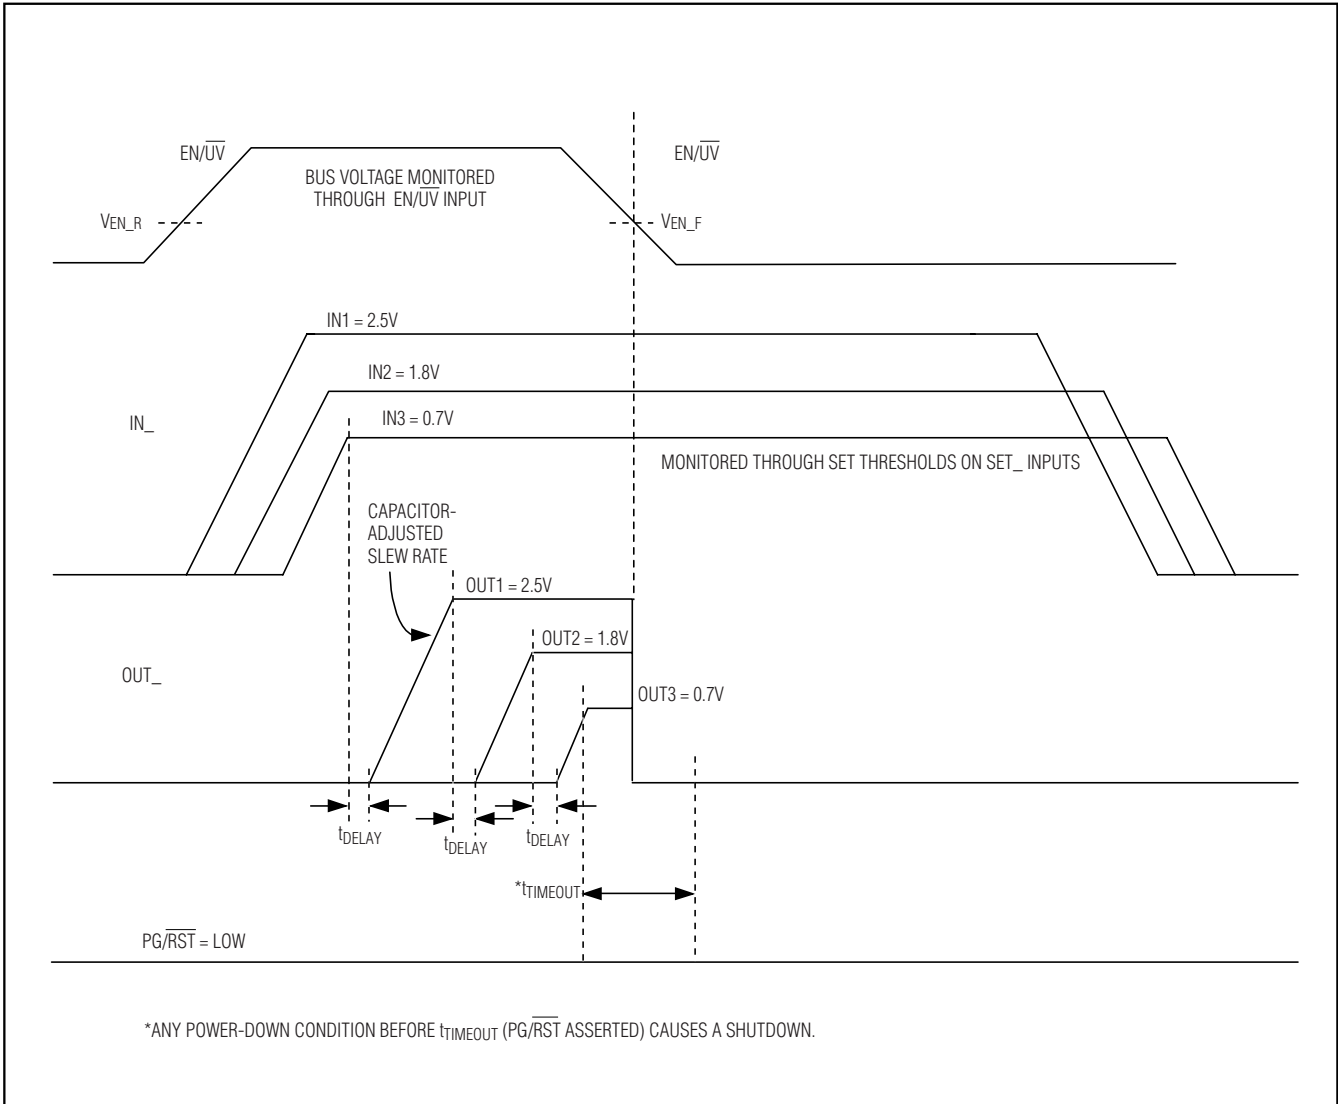 EN/UV
EN/UV
BUS VOLTAGE MONITORED
THROUGH EN/UV INPUT
VEN_R
VEN_F
IN1 = 2.5V
IN2 = 1.8V
IN3 = 0.7V
IN_
MONITORED THROUGH SET THRESHOLDS ON SET_ INPUTS
CAPACITOR-
ADJUSTED
SLEW RATE
OUT1 = 2.5V
OUT2 = 1.8V
OUT3 = 0.7V
OUT_
tDELAY
tDELAY
tDELAY
*tTIMEOUT
PG/RST = LOW
*ANY POWER-DOWN CONDITION BEFORE tTIMEOUT (PG/RST ASSERTED) CAUSES A SHUTDOWN.